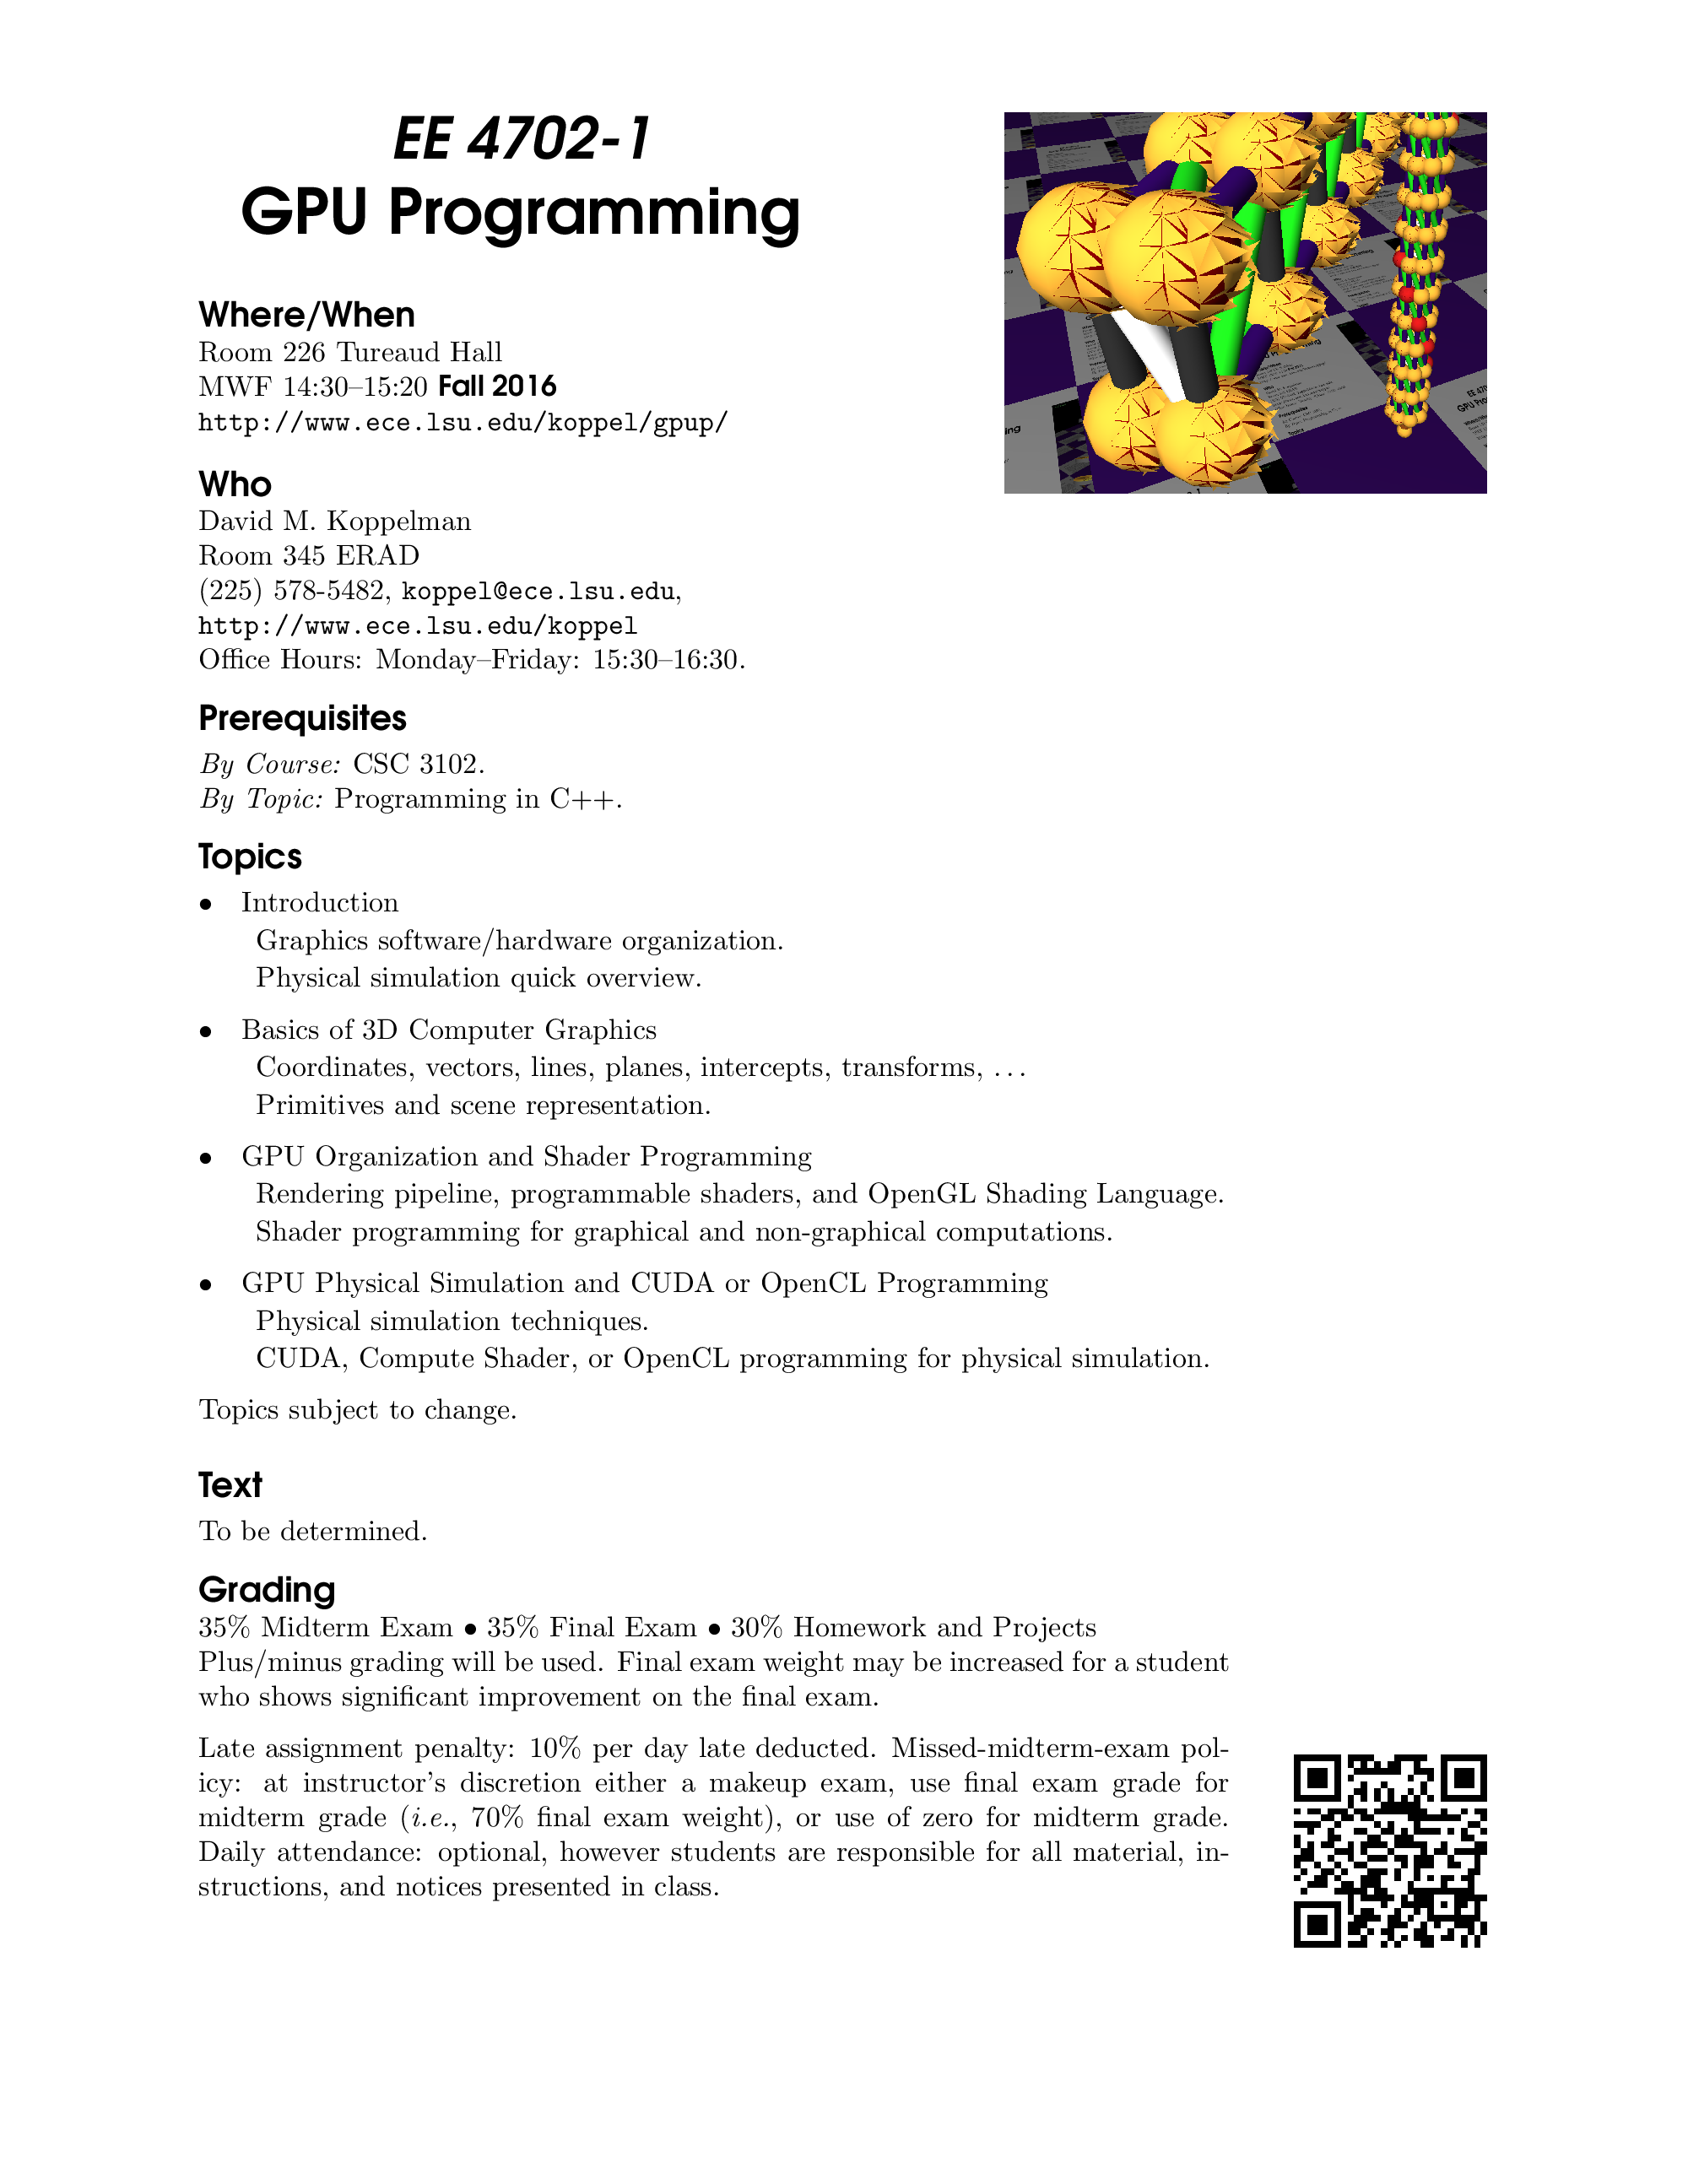 EE 4702-1
GPU Programming
Where/When
Room 226 Tureaud Hall
MWF 14:30–15:20 Fall 2016
http://www.ece.lsu.edu/koppel/gpup/
Who
David M. Koppelman
Room 345 ERAD
(225) 578-5482, koppel@ece.lsu.edu,
http://www.ece.lsu.edu/koppel
Office Hours: Monday–Friday: 15:30–16:30.
Prerequisites
By Course: CSC 3102.
By Topic: Programming in C++.
Topics
• Introduction
Graphics software/hardware organization.
Physical simulation quick overview.
• Basics of 3D Computer Graphics
Coordinates, vectors, lines, planes, intercepts, transforms, ...
Primitives and scene representation.
• GPU Organization and Shader Programming
Rendering pipeline, programmable shaders, and OpenGL Shading Language.
Shader programming for graphical and non-graphical computations.
• GPU Physical Simulation and CUDA or OpenCL Programming
Physical simulation techniques.
CUDA, Compute Shader, or OpenCL programming for physical simulation.
Topics subject to change.
Text
To be determined.
Grading
35% Midterm Exam • 35% Final Exam • 30% Homework and Projects
Plus/minus grading will be used. Final exam weight may be increased for a student
who shows significant improvement on the final exam.
Late assignment penalty: 10% per day late deducted. Missed-midterm-exam pol-
icy: at instructor's discretion either a makeup exam, use final exam grade for
midterm grade (i.e., 70% final exam weight), or use of zero for midterm grade.
Daily attendance: optional, however students are responsible for all material, in-
structions, and notices presented in class.